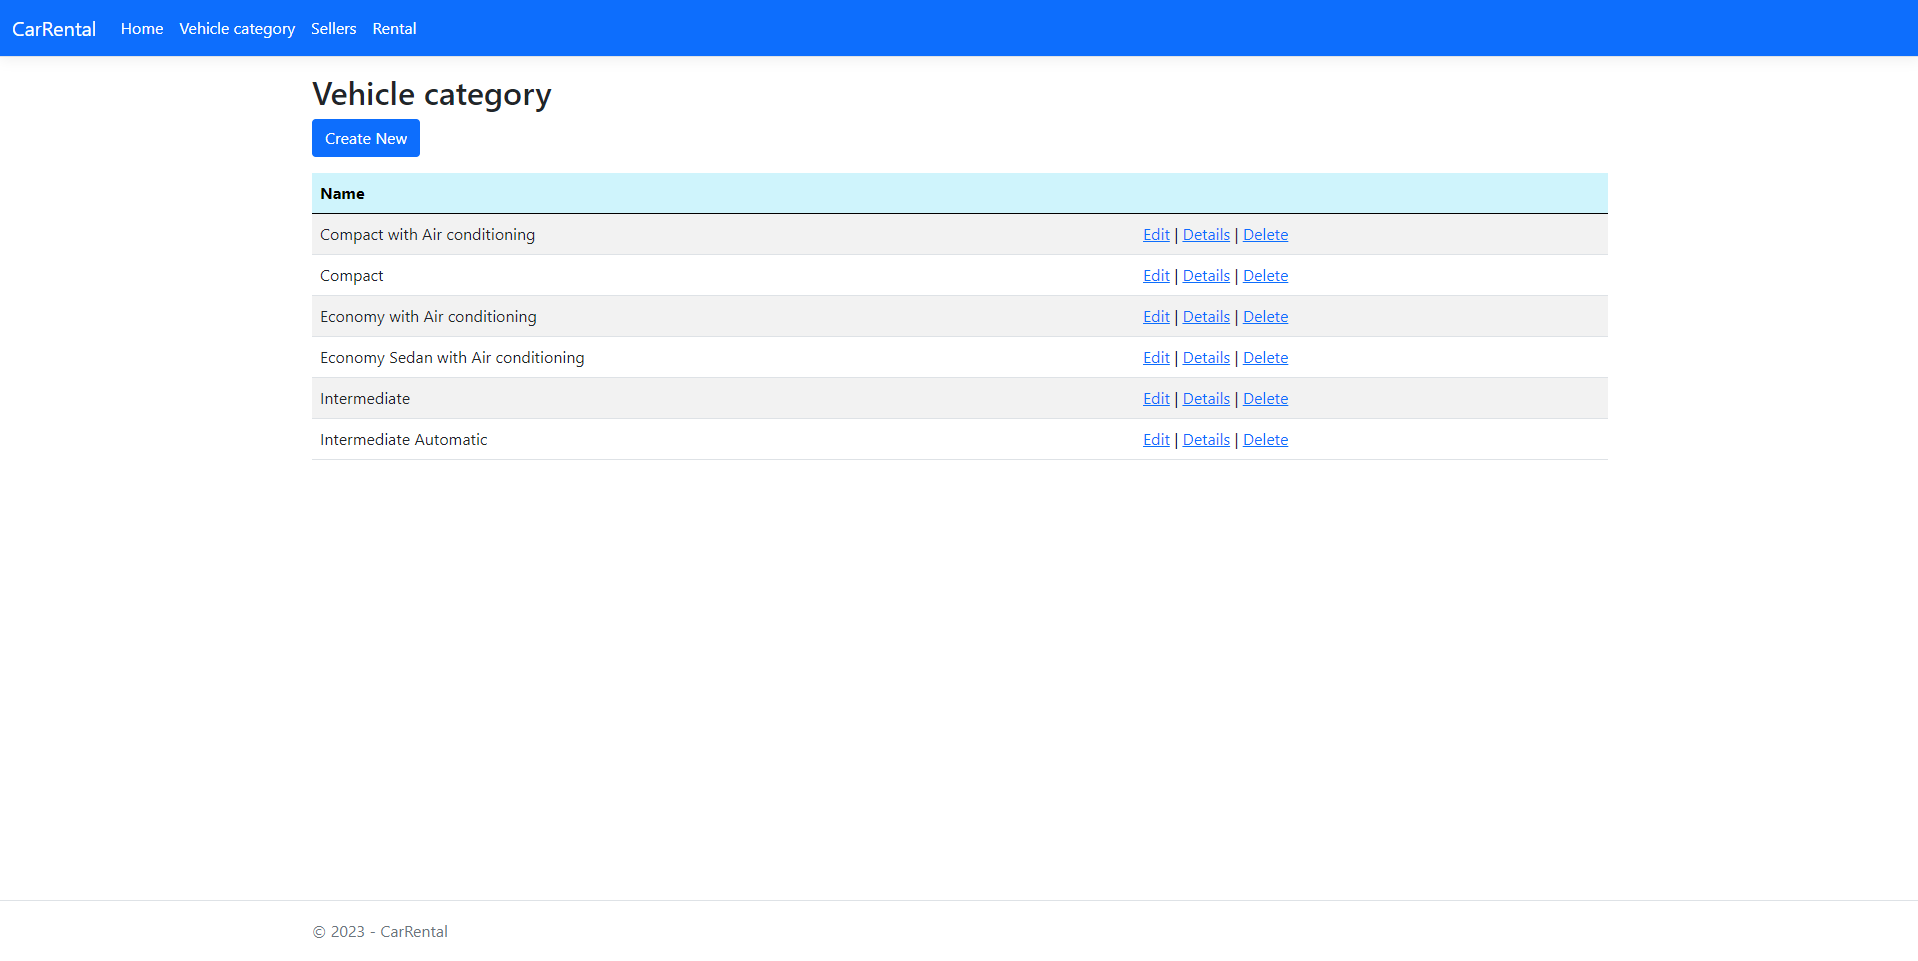 CarRental Home Vehicle category Sellers Rental
Vehicle category
Create New
Name
Compact with Air conditioning Edit | Details | Delete
Compact Edit | Details | Delete
Economy with Air conditioning Edit | Details | Delete
Economy Sedan with Air conditioning Edit | Details | Delete
Intermediate Edit | Details | Delete
Intermediate Automatic Edit | Details | Delete
© 2023 - CarRental